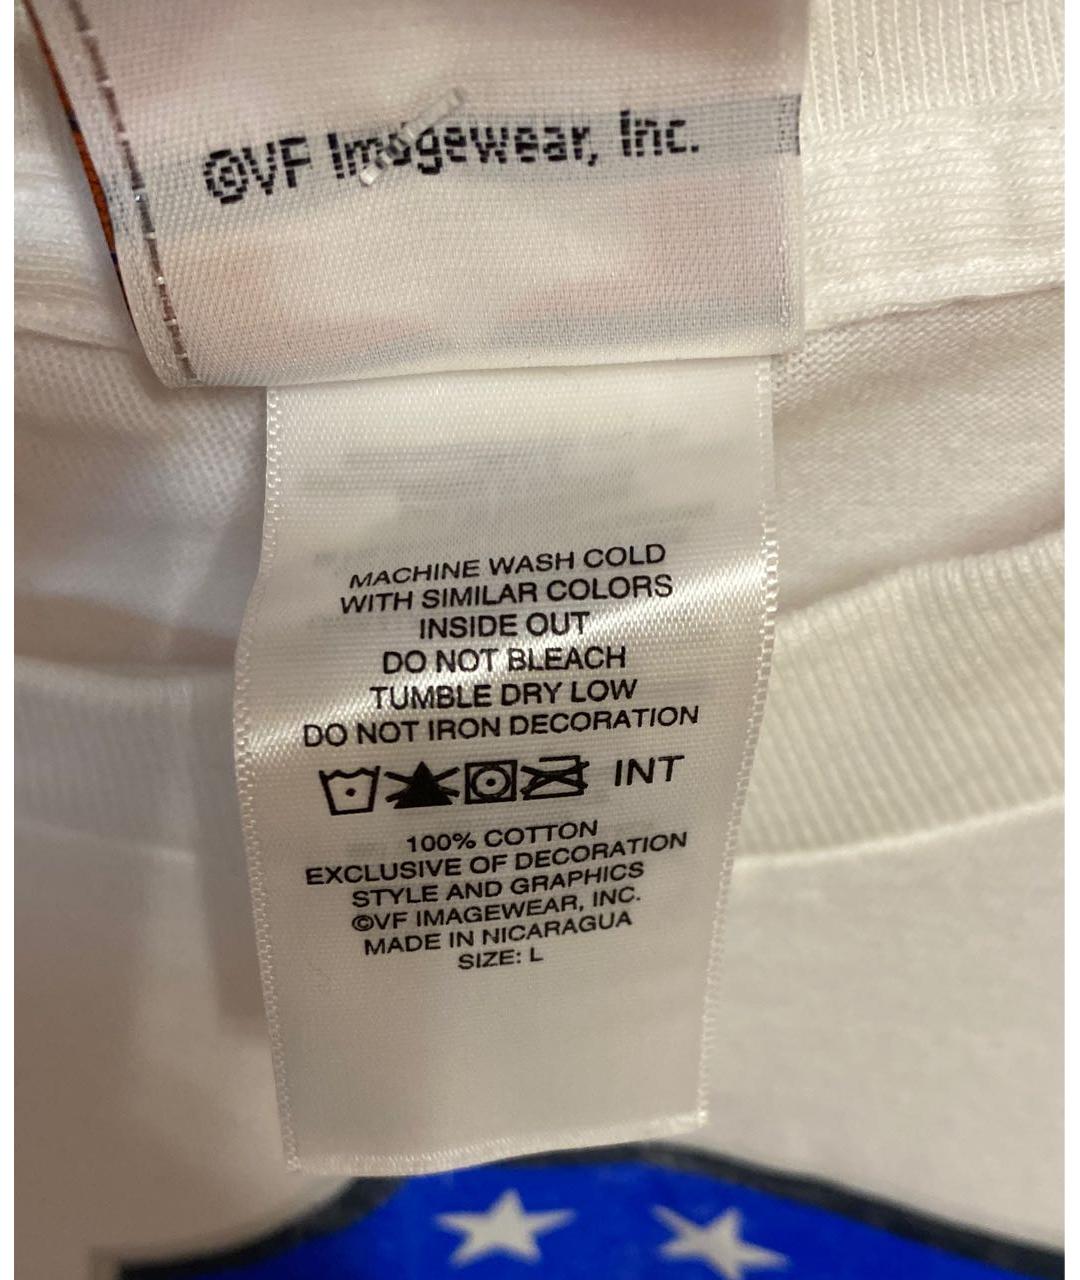 ©VF Imagewear, Inc.
MACHINE WASH COLD
WITH SIMILAR COLORS
INSIDE OUT
DO NOT BLEACH
TUMBLE DRY LOW
DO NOT IRON DECORATION
INT
100% COTTON
EXCLUSIVE OF DECORATION
STYLE AND GRAPHICS
©VF IMAGEWEAR, INC.
MADE IN NICARAGUA
SIZE: L